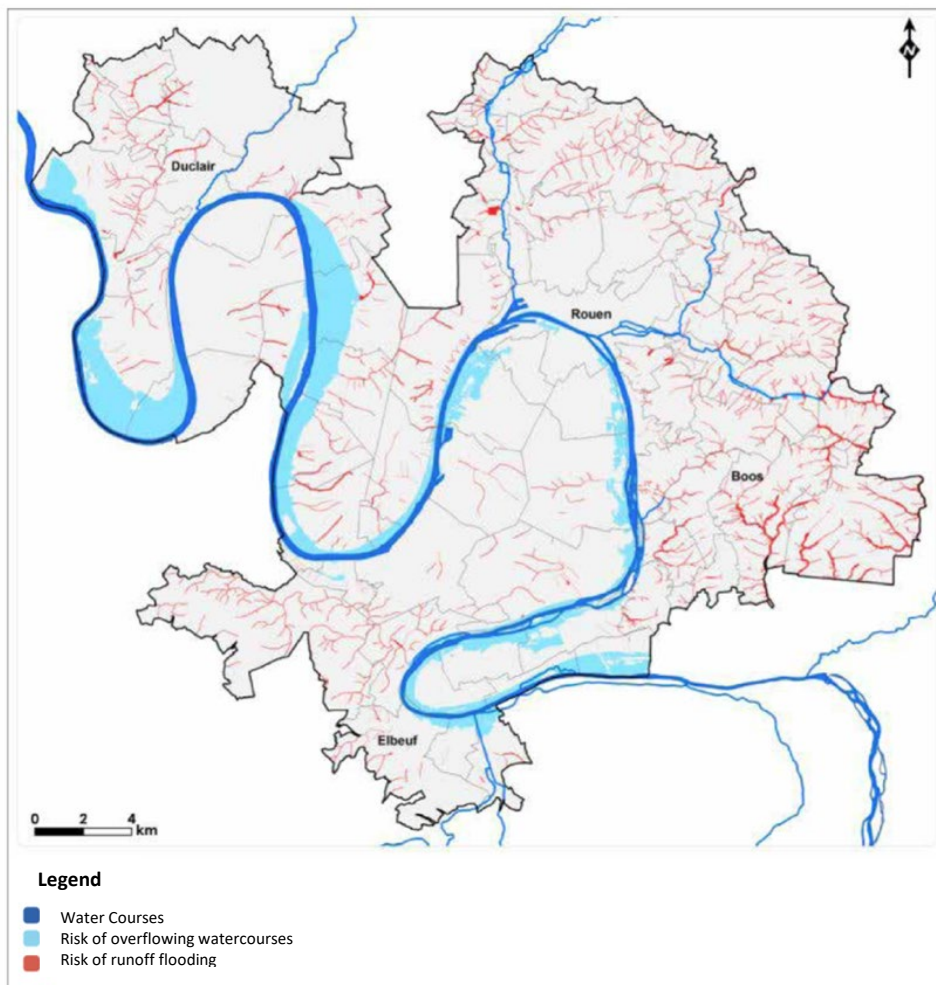 N
Duclair
Rouen
Boos
Elbeuf
0 2 4
km
Legend
Water Courses
Risk of overflowing watercourses
Risk of runoff flooding